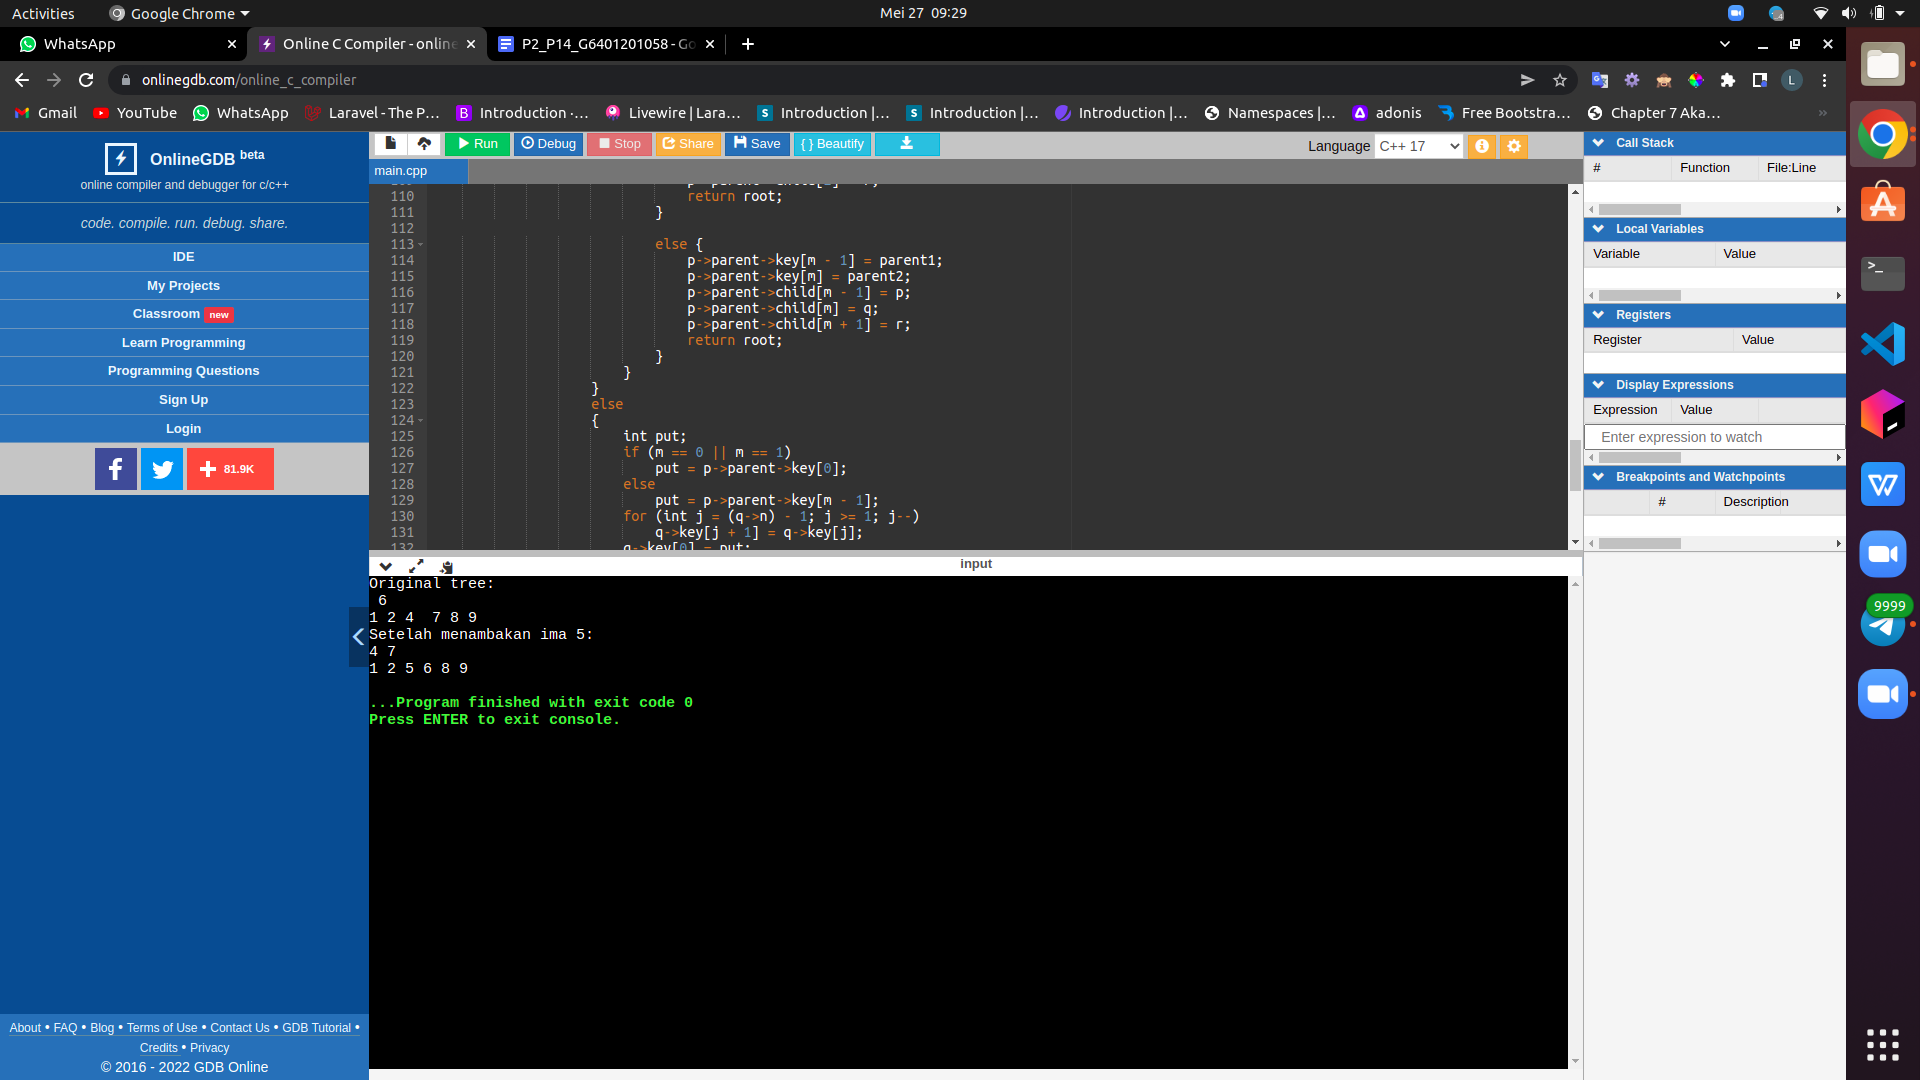 Activities
Google Chrome
Mei 27 09:29
WhatsApp
Online C Compiler - online
P2_P14_G6401201058 - Go
onlinegdb.com/online_c_compiler
L
Gmail
YouTube
WhatsApp
Laravel - The P...
Introduction ·...
Livewire | Lara...
Introduction |...
Introduction |...
Introduction |...
Namespaces |...
adonis
Free Bootstra...
Chapter 7 Aka...
OnlineGDB beta
online compiler and debugger for c/c++
code. compile. run. debug. share.
IDE
My Projects
Classroom new
Learn Programming
Programming Questions
Sign Up
Login
81.9K
About • FAQ • Blog • Terms of Use • Contact Us • GDB Tutorial •
Credits • Privacy
© 2016 - 2022 GDB Online
Run
Debug
Stop
Share
Save
{ } Beautify
Language C++ 17
main.cpp
110 return root;
111 }
112
113 else {
114 p->parent->key[m - 1] = parent1;
115 p->parent->key[m] = parent2;
116 p->parent->child[m - 1] = p;
117 p->parent->child[m] = q;
118 p->parent->child[m + 1] = r;
119 return root;
120 }
121 }
122 }
123 else
124 {
125 int put;
126 if (m == 0 || m == 1)
127 put = p->parent->key[0];
128 else
129 put = p->parent->key[m - 1];
130 for (int j = (q->n) - 1; j >= 1; j--)
131 q->key[j + 1] = q->key[j];
132 q->key[0] = put;
input
Original tree:
6
1 2 4  7 8 9
Setelah menambakan ima 5:
4 7
1 2 5 6 8 9
...Program finished with exit code 0
Press ENTER to exit console.
Call Stack
# Function File:Line
Local Variables
Variable Value
Registers
Register Value
Display Expressions
Expression Value
Enter expression to watch
Breakpoints and Watchpoints
# Description
9999